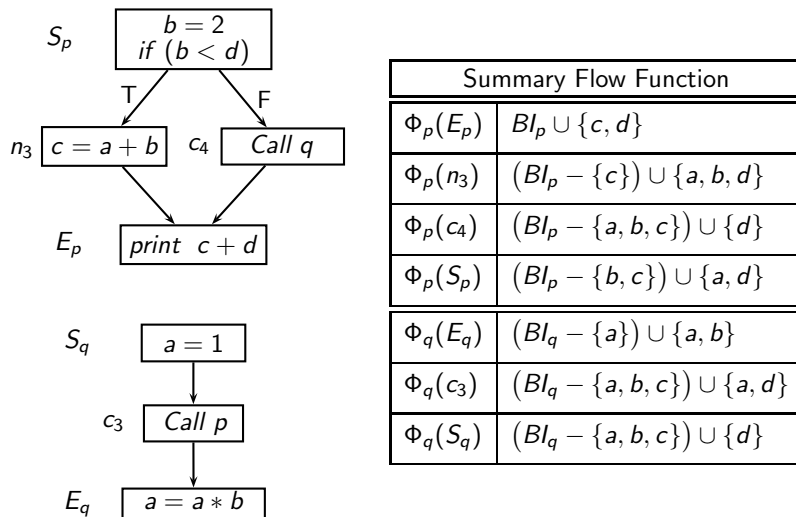 S_p
b = 2
if (b < d)
T
F
n_3
c = a + b
c_4
Call q
E_p
print c + d
S_q
a = 1
c_3
Call p
E_q
a = a ∗ b
Summary Flow Function
Φ_p(E_p) BI_p ∪ {c, d}
Φ_p(n_3) (BI_p − {c}) ∪ {a, b, d}
Φ_p(c_4) (BI_p − {a, b, c}) ∪ {d}
Φ_p(S_p) (BI_p − {b, c}) ∪ {a, d}
Φ_q(E_q) (BI_q − {a}) ∪ {a, b}
Φ_q(c_3) (BI_q − {a, b, c}) ∪ {a, d}
Φ_q(S_q) (BI_q − {a, b, c}) ∪ {d}